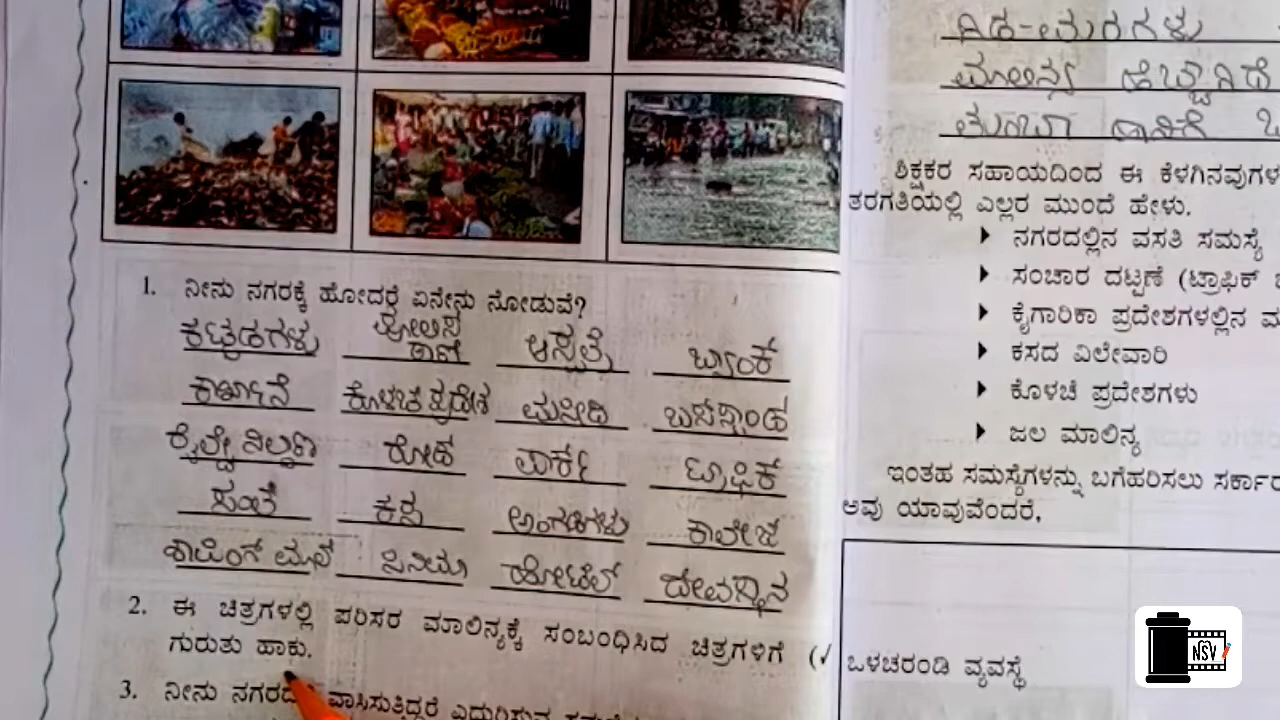 1. ನೀನು ನಗರಕ್ಕೆ ಹೋದರೆ ಏನೇನು ನೋಡುವೆ?
ಕಟ್ಟಡಗಳು ಪೋಲಿಸ್ ಠಾಣೆ ಆಸ್ಪತ್ರೆ ಬ್ಯಾಂಕ್
ಕಾರ್ಖಾನೆ ಕೊಳಚೆ ಪ್ರದೇಶ ಮಸೀದಿ ಬಸ್‌ಸ್ಟಾಂಡ್
ರೈಲ್ವೇ ನಿಲ್ದಾಣ ರೋಡ್ ಪಾರ್ಕ್ ಟ್ರಾಫಿಕ್
ಸಂತೆ ಕಸ ಅಂಗಡಿಗಳು ಕಾಲೇಜ್
ಶಾಪಿಂಗ್ ಮಾಲ್ ಸಿನಿಮಾ ಹೋಟೆಲ್ ದೇವಸ್ಥಾನ
2. ಈ ಚಿತ್ರಗಳಲ್ಲಿ ಪರಿಸರ ಮಾಲಿನ್ಯಕ್ಕೆ ಸಂಬಂಧಿಸಿದ ಚಿತ್ರಗಳಿಗೆ (✓
ಗುರುತು ಹಾಕು.
3. ನೀನು ವಾಸಿಸುತ್ತಿದ್ದರೆ ಎದುರಿಸುವ
ಗಿಡ-ಮರಗಳು
ಮಾಲಿನ್ಯ ಹೆಚ್ಚಾಗಿದೆ
ತುಂಬಾ
ಶಿಕ್ಷಕರ ಸಹಾಯದಿಂದ ಈ ಕೆಳಗಿನವುಗಳ
ತರಗತಿಯಲ್ಲಿ ಎಲ್ಲರ ಮುಂದೆ ಹೇಳು.
ನಗರದಲ್ಲಿನ ವಸತಿ ಸಮಸ್ಯೆ
ಸಂಚಾರ ದಟ್ಟಣೆ (ಟ್ರಾಫಿಕ್
ಕೈಗಾರಿಕಾ ಪ್ರದೇಶಗಳಲ್ಲಿನ
ಕಸದ ವಿಲೇವಾರಿ
ಕೊಳಚೆ ಪ್ರದೇಶಗಳು
ಜಲ ಮಾಲಿನ್ಯ
ಇಂತಹ ಸಮಸ್ಯೆಗಳನ್ನು ಬಗೆಹರಿಸಲು ಸರ್ಕಾರ
ಅವು ಯಾವುವೆಂದರೆ,
ಒಳಚರಂಡಿ ವ್ಯವಸ್ಥೆ
NSV